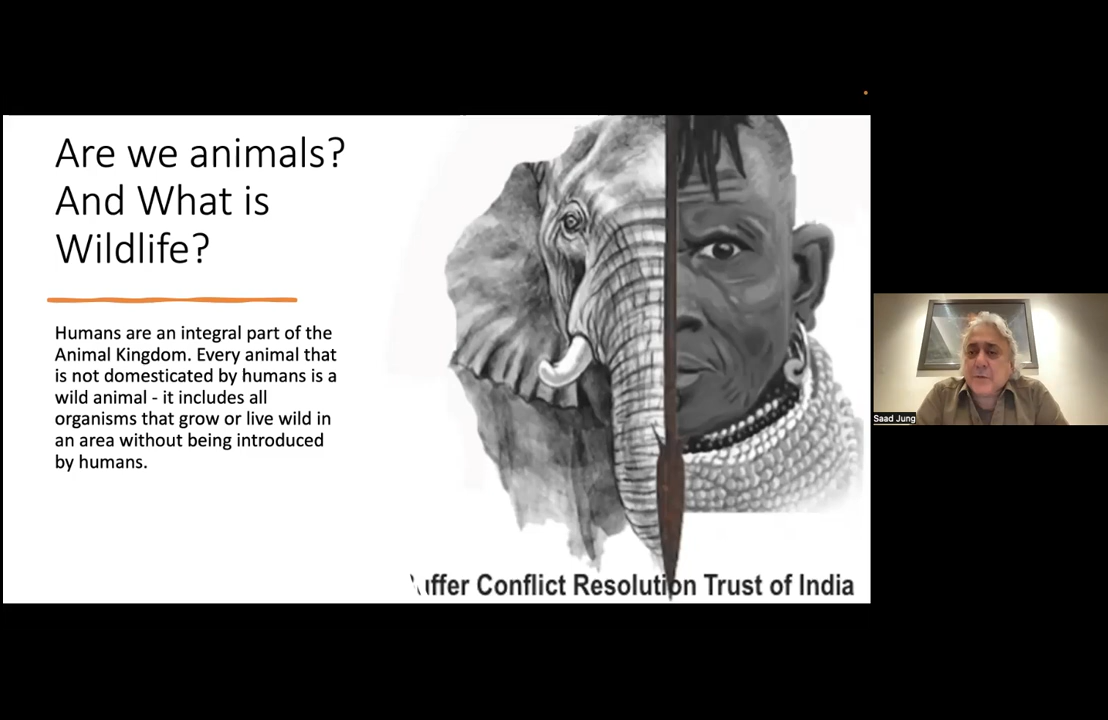 Are we animals?
And What is
Wildlife?
Humans are an integral part of the
Animal Kingdom. Every animal that
is not domesticated by humans is a
wild animal - it includes all
organisms that grow or live wild in
an area without being introduced
by humans.
uffer Conflict Resolution Trust of India
Saad Jung